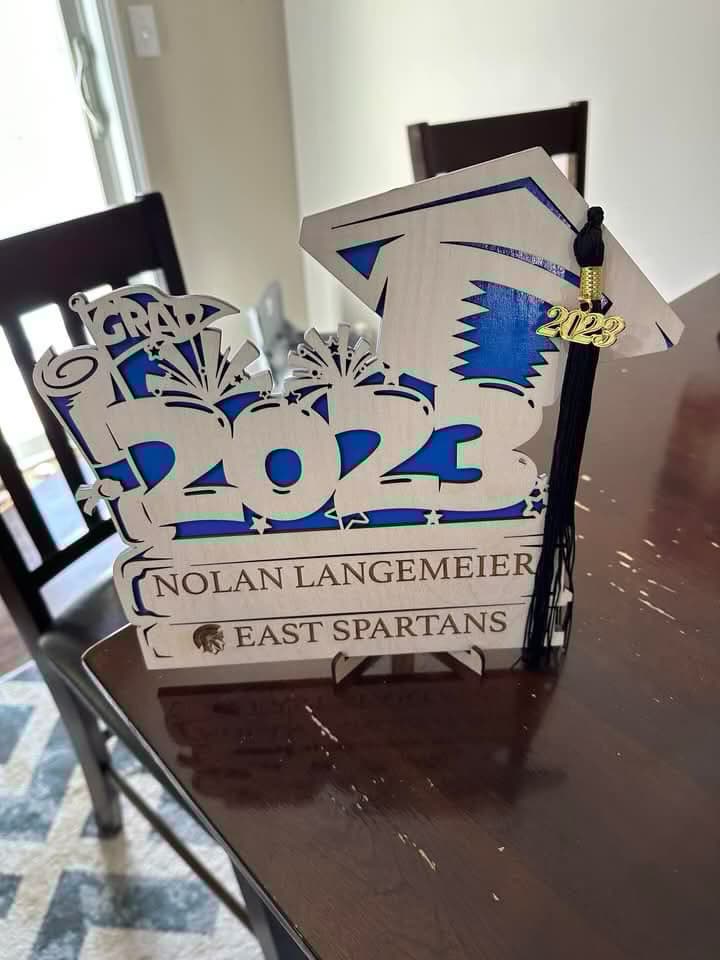 GRAD
2023
2023
NOLAN LANGEMEIER
EAST SPARTANS